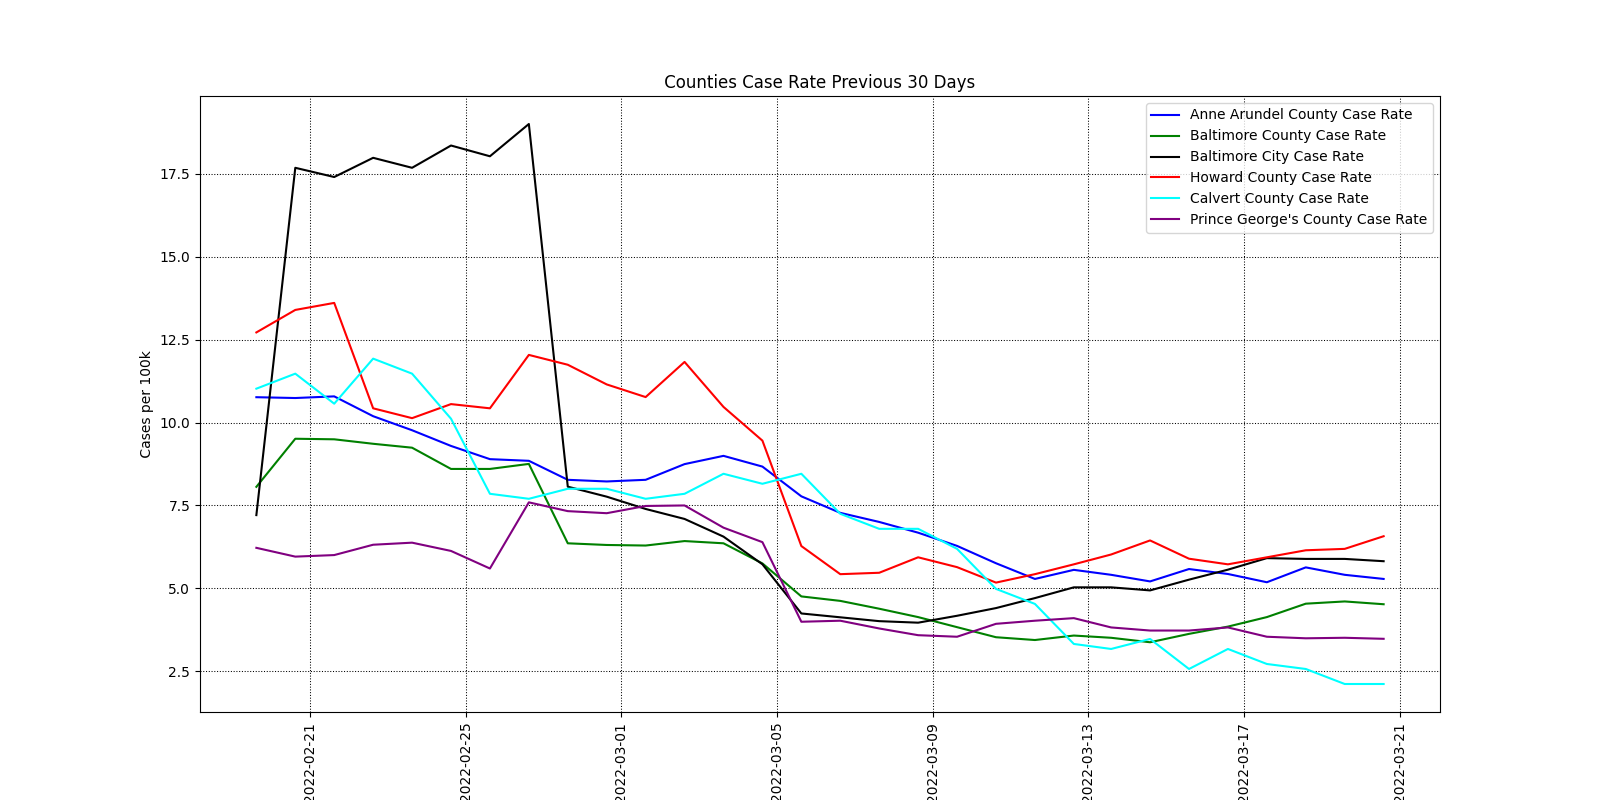 Counties Case Rate Previous 30 Days
Anne Arundel County Case Rate
Baltimore County Case Rate
Baltimore City Case Rate
Howard County Case Rate
Calvert County Case Rate
Prince George's County Case Rate
Cases per 100k
17.5
15.0
12.5
10.0
7.5
5.0
2.5
2022-02-21
2022-02-25
2022-03-01
2022-03-05
2022-03-09
2022-03-13
2022-03-17
2022-03-21